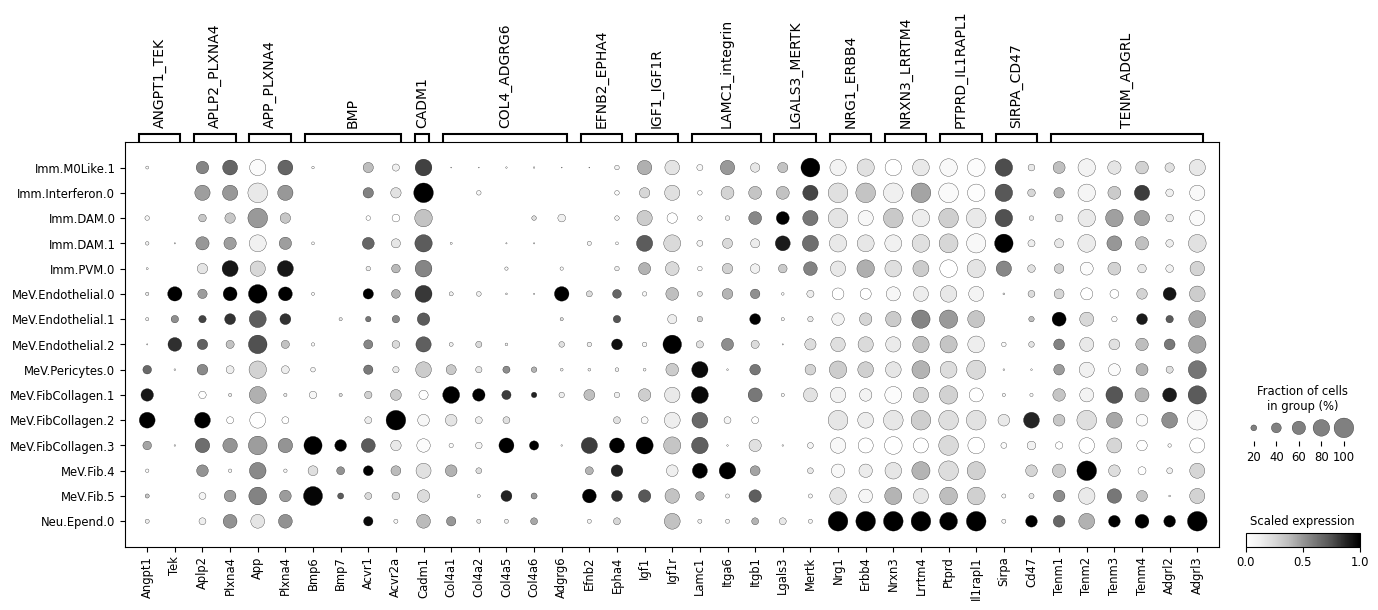 ANGPT1_TEK
APLP2_PLXNA4
APP_PLXNA4
BMP
CADM1
COL4_ADGRG6
EFNB2_EPHA4
IGF1_IGF1R
LAMC1_integrin
LGALS3_MERTK
NRG1_ERBB4
NRXN3_LRRTM4
PTPRD_IL1RAPL1
SIRPA_CD47
TENM_ADGRL
Imm.M0Like.1
Imm.Interferon.0
Imm.DAM.0
Imm.DAM.1
Imm.PVM.0
MeV.Endothelial.0
MeV.Endothelial.1
MeV.Endothelial.2
MeV.Pericytes.0
MeV.FibCollagen.1
MeV.FibCollagen.2
MeV.FibCollagen.3
MeV.Fib.4
MeV.Fib.5
Neu.Epend.0
Angpt1
Tek
Aplp2
Plxna4
App
Plxna4
Bmp6
Bmp7
Acvr1
Acvr2a
Cadm1
Col4a1
Col4a2
Col4a5
Col4a6
Adgrg6
Efnb2
Epha4
Igf1
Igf1r
Lamc1
Itga6
Itgb1
Lgals3
Mertk
Nrg1
Erbb4
Nrxn3
Lrrtm4
Ptprd
Il1rapl1
Sirpa
Cd47
Tenm1
Tenm2
Tenm3
Tenm4
Adgrl2
Adgrl3
Fraction of cells
in group (%)
20 40 60 80 100
Scaled expression
0.0 0.5 1.0